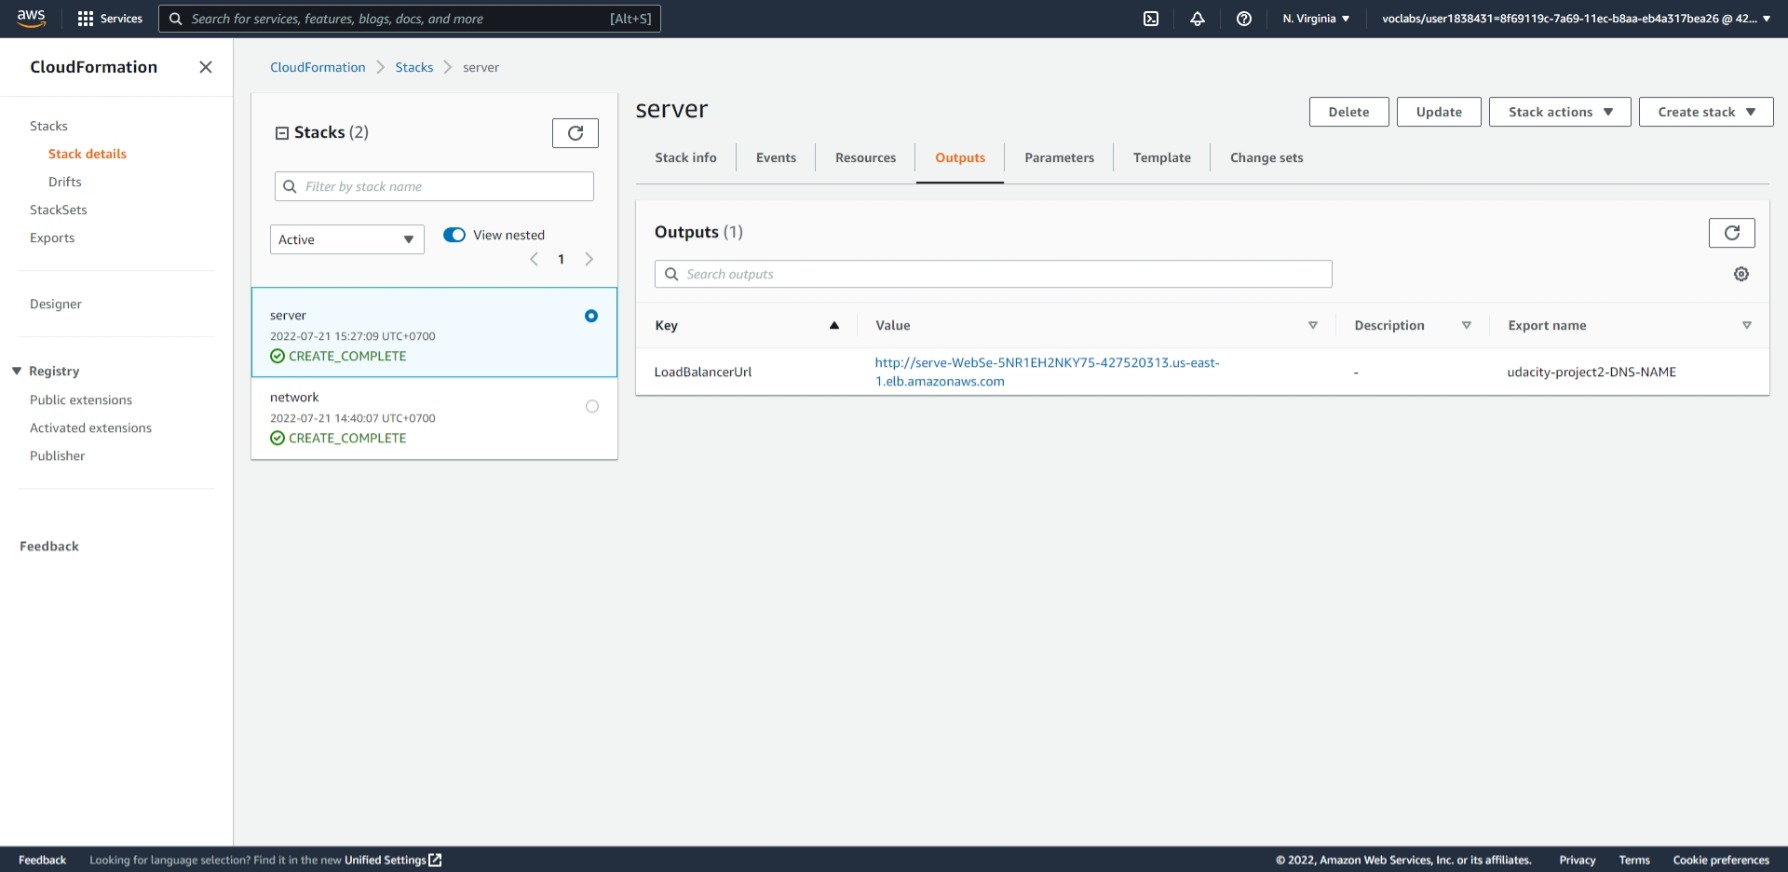 aws
Services
Search for services, features, blogs, docs, and more
[Alt+S]
N. Virginia
voclabs/user1838431=8f69119c-7a69-11ec-b8aa-eb4a317bea26 @ 42...
CloudFormation
Stacks
Stack details
Drifts
StackSets
Exports
Designer
Registry
Public extensions
Activated extensions
Publisher
Feedback
CloudFormation
Stacks
server
Stacks (2)
Filter by stack name
Active
View nested
1
server
2022-07-21 15:27:09 UTC+0700
CREATE_COMPLETE
network
2022-07-21 14:40:07 UTC+0700
CREATE_COMPLETE
server
Delete
Update
Stack actions
Create stack
Stack info
Events
Resources
Outputs
Parameters
Template
Change sets
Outputs (1)
Search outputs
Key
Value
Description
Export name
LoadBalancerUrl
http://serve-WebSe-5NR1EH2NKY75-427520313.us-east-
1.elb.amazonaws.com
-
udacity-project2-DNS-NAME
Feedback
Looking for language selection? Find it in the new Unified Settings
© 2022, Amazon Web Services, Inc. or its affiliates.
Privacy
Terms
Cookie preferences